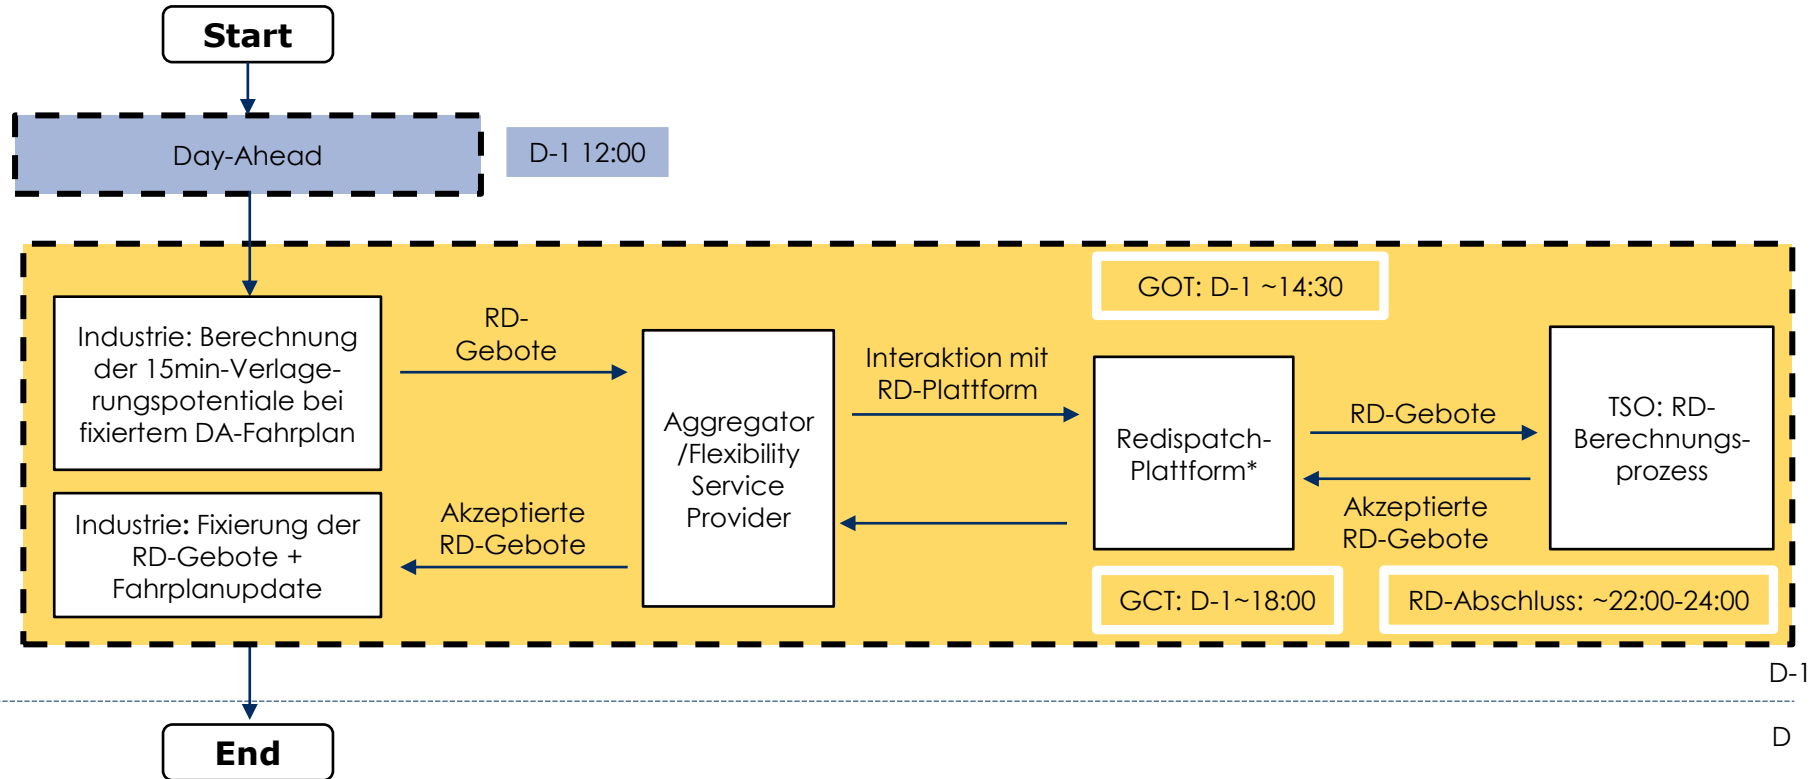 Start
Day-Ahead
D-1 12:00
GOT: D-1 ~14:30
Industrie: Berechnung
der 15min-Verlage-
rungspotentiale bei
fixiertem DA-Fahrplan
RD-
Gebote
Aggregator
/Flexibility
Service
Provider
Interaktion mit
RD-Plattform
Redispatch-
Plattform*
RD-Gebote
TSO: RD-
Berechnungs-
prozess
Akzeptierte
RD-Gebote
Akzeptierte
RD-Gebote
Industrie: Fixierung der
RD-Gebote +
Fahrplanupdate
GCT: D-1~18:00
RD-Abschluss: ~22:00-24:00
D-1
D
End